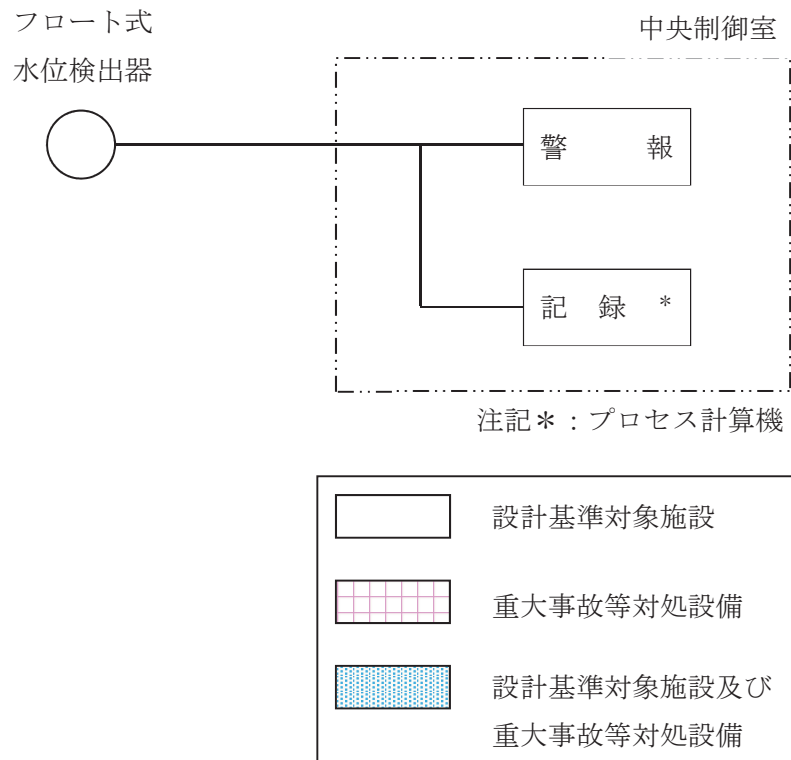 フロート式
水位検出器
中央制御室
警　報
記　録　*
注記＊：プロセス計算機
設計基準対象施設
重大事故等対処設備
設計基準対象施設及び
重大事故等対処設備